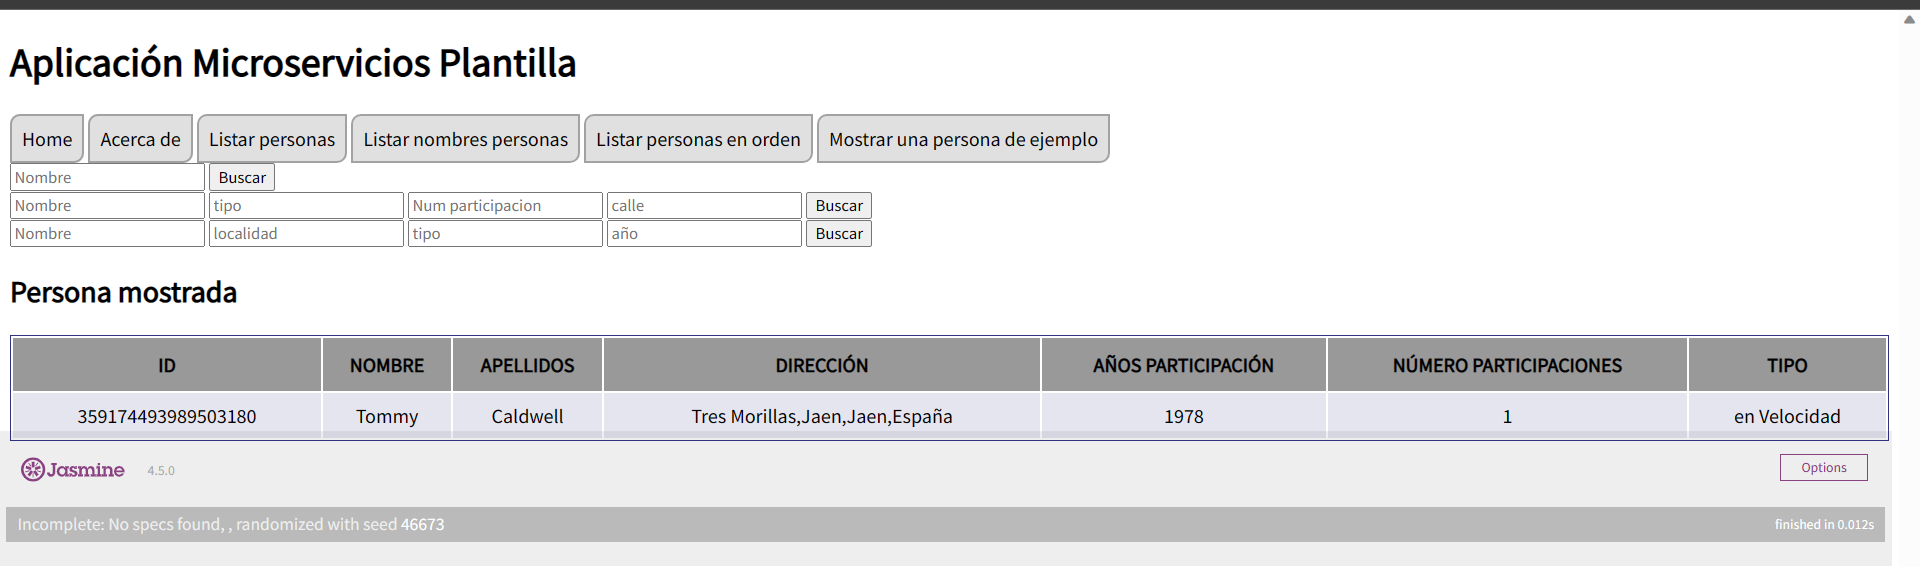 Aplicación Microservicios Plantilla
Home Acerca de Listar personas Listar nombres personas Listar personas en orden Mostrar una persona de ejemplo
Nombre Buscar
Nombre tipo Num participacion calle Buscar
Nombre localidad tipo año Buscar
Persona mostrada
ID NOMBRE APELLIDOS DIRECCIÓN AÑOS PARTICIPACIÓN NÚMERO PARTICIPACIONES TIPO
359174493989503180 Tommy Caldwell Tres Morillas,Jaen,Jaen,España 1978 1 en Velocidad
Jasmine 4.5.0 Options
Incomplete: No specs found, , randomized with seed 46673 finished in 0.012s